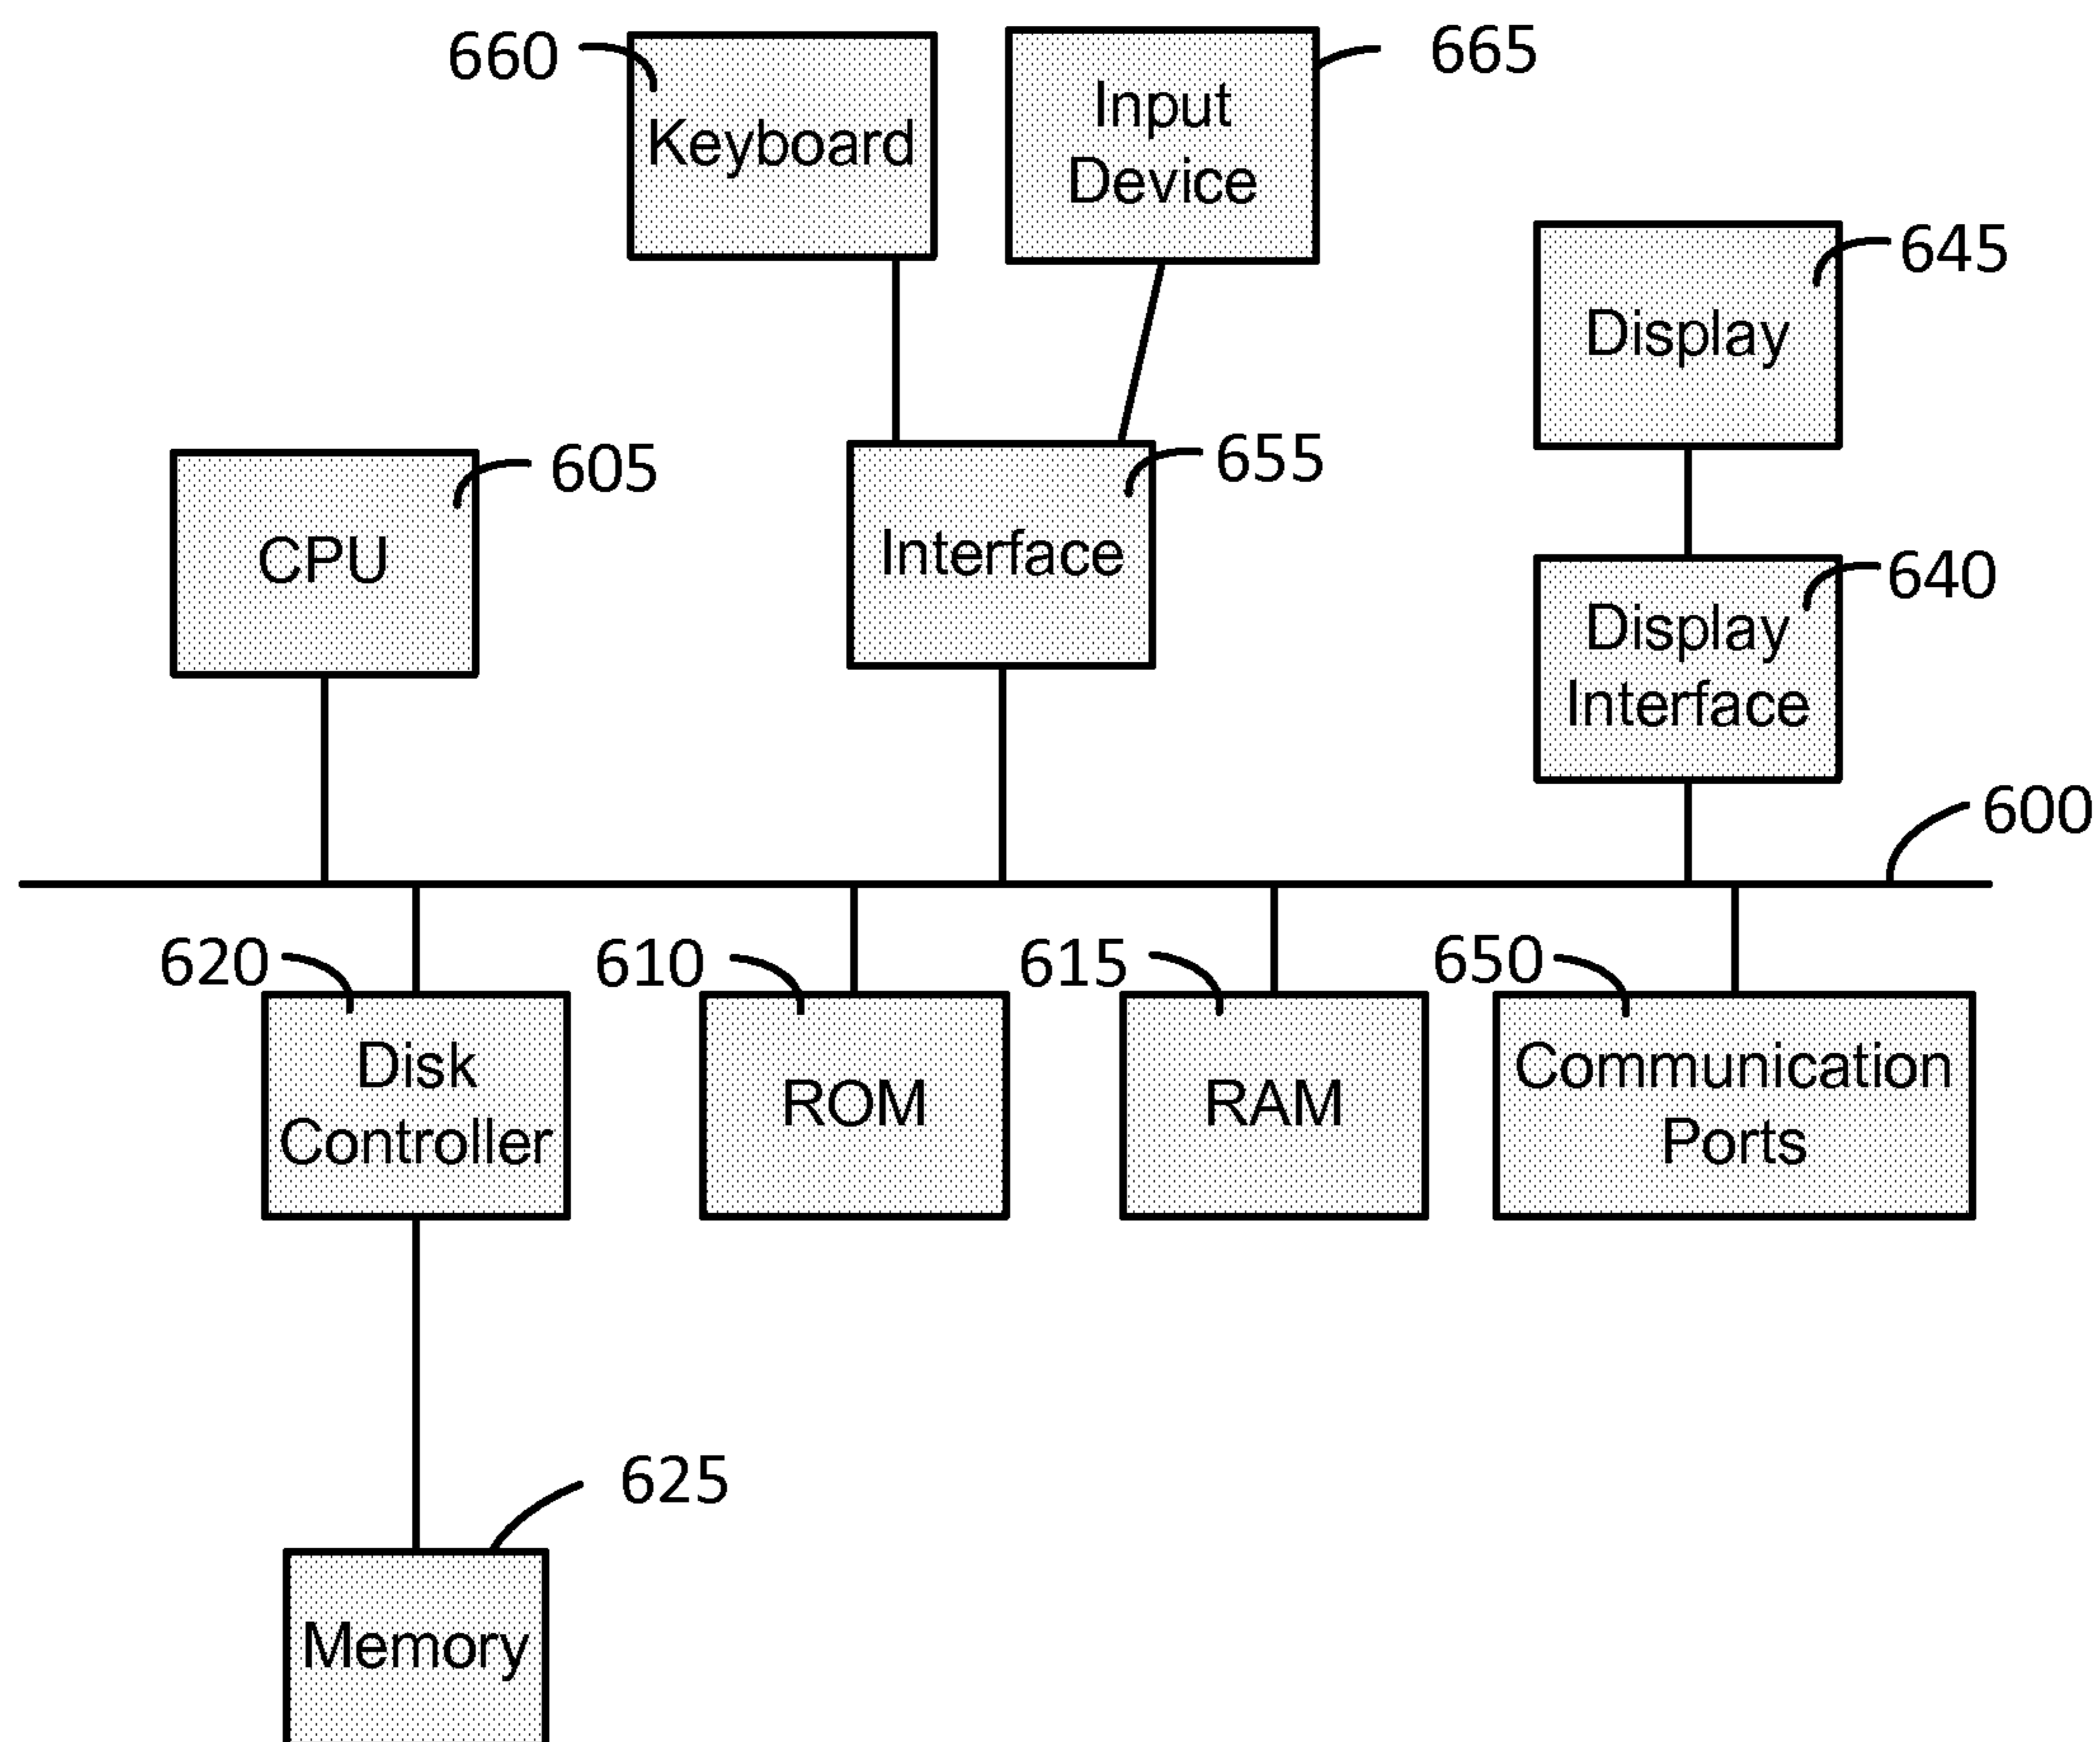 660
Keyboard
Input
Device
665
645
Display
605
CPU
655
Interface
640
Display
Interface
600
620
Disk
Controller
610
ROM
615
RAM
650
Communication
Ports
625
Memory